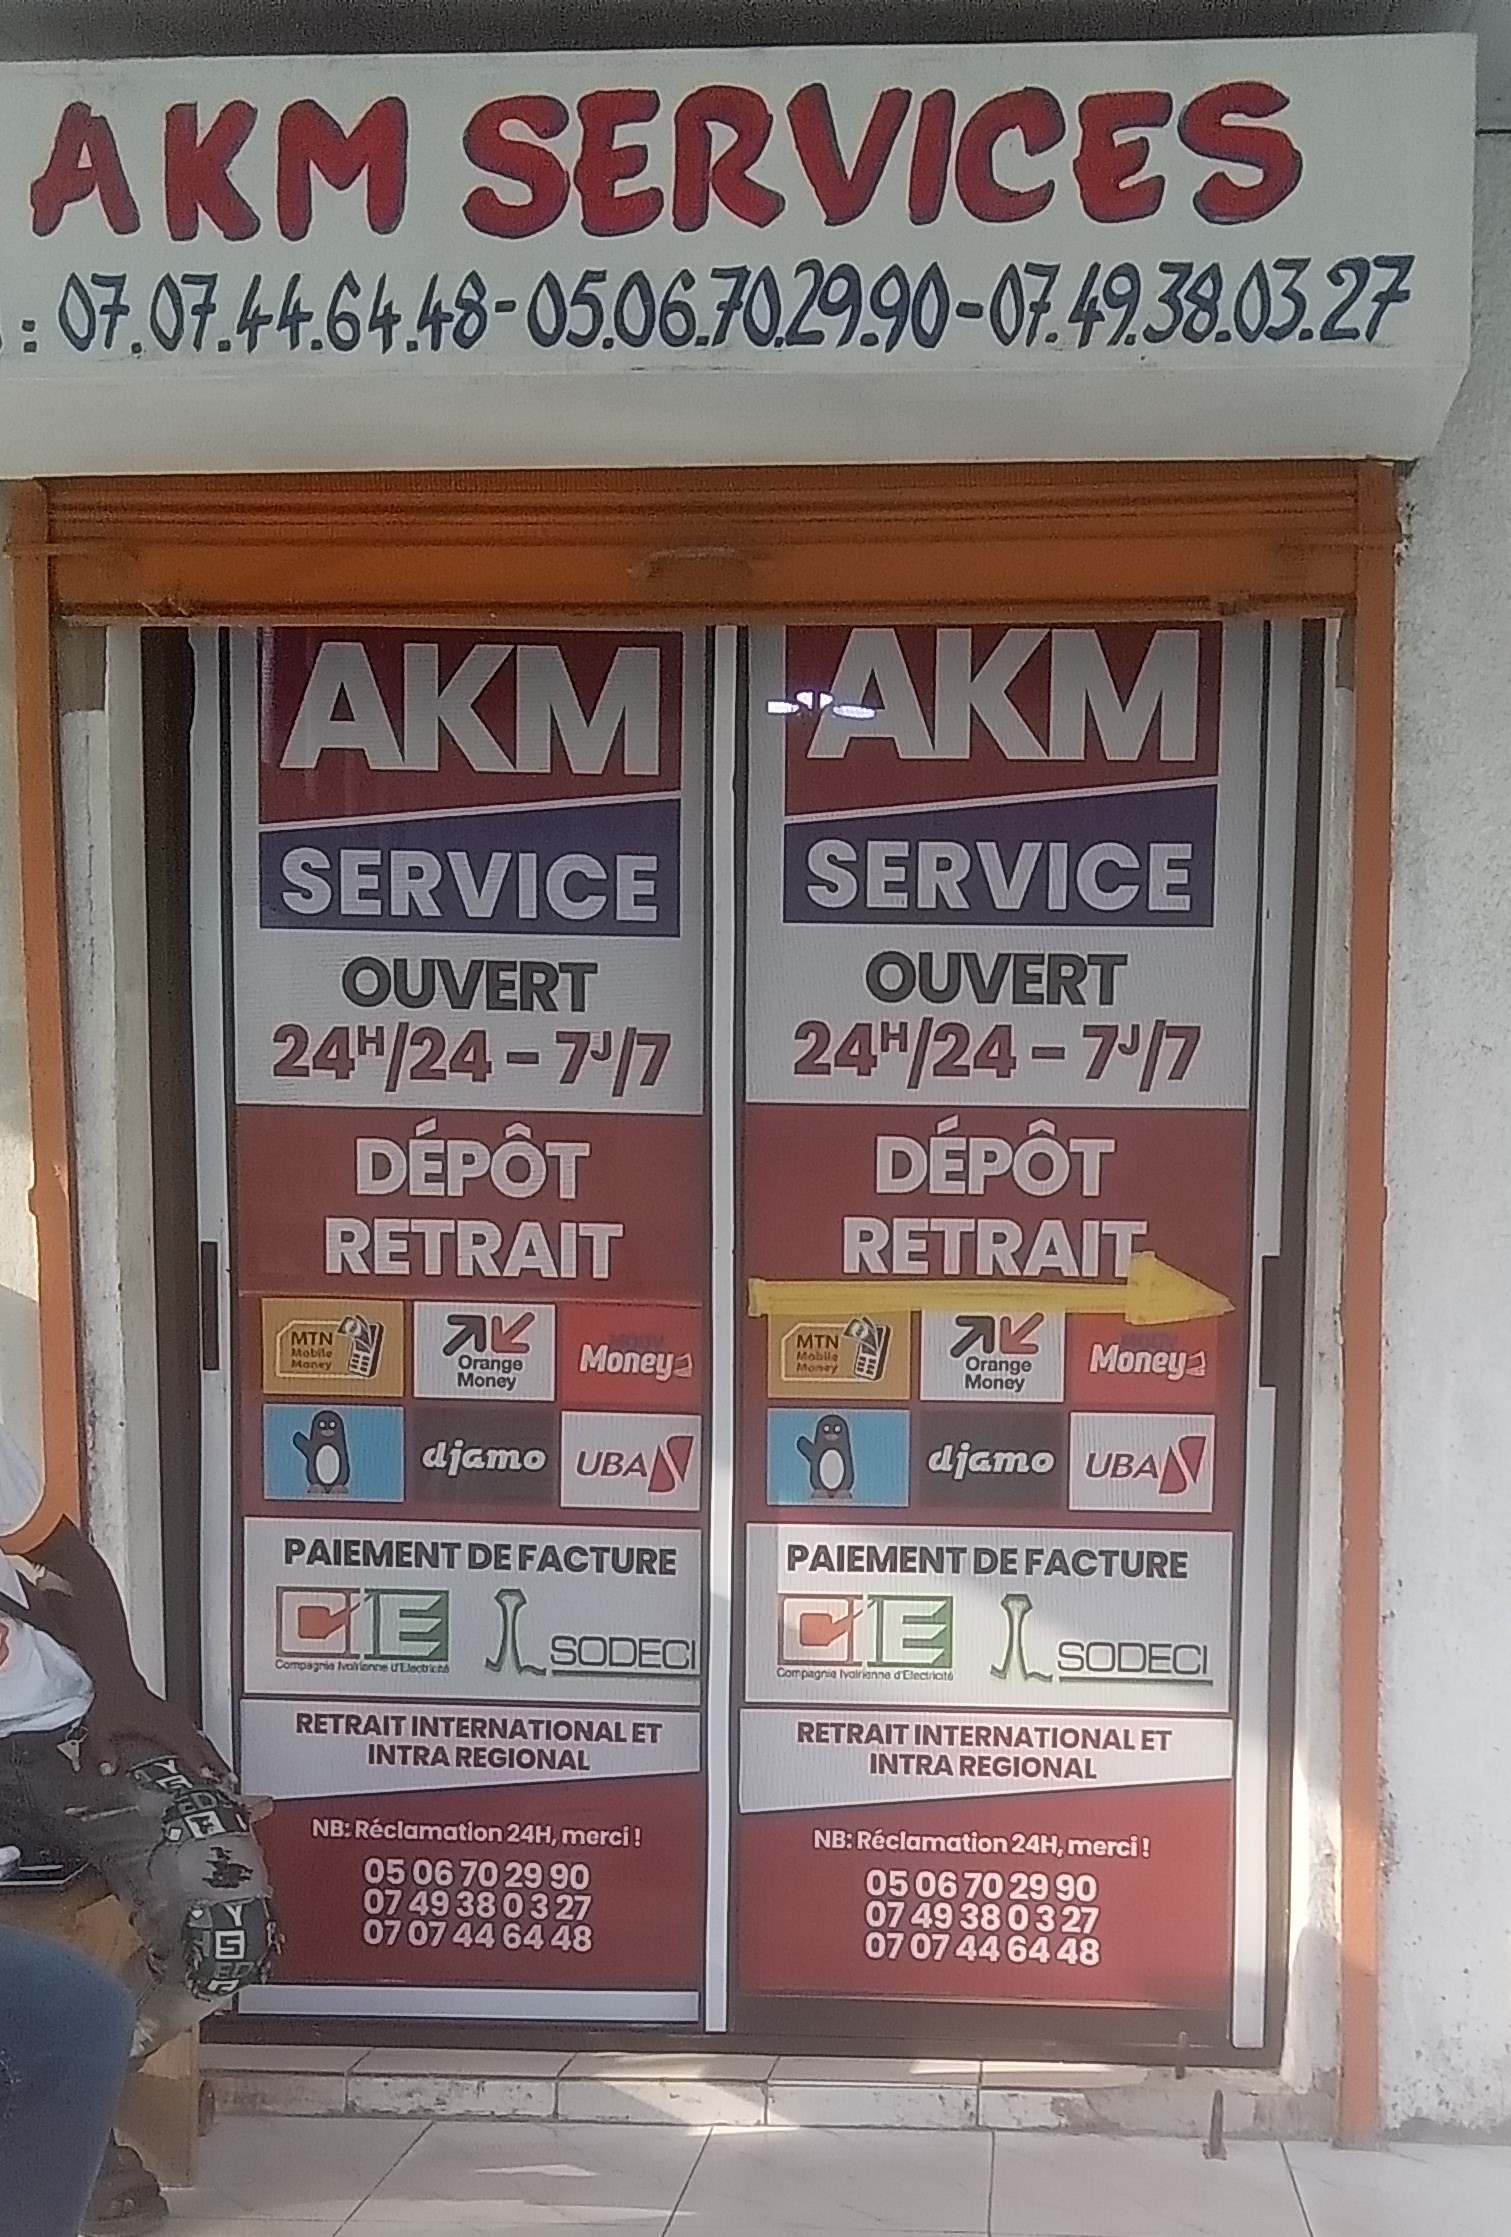 AKM SERVICES
: 07.07.44.64.48-05.06.70.29.90-07.49.38.03.27
AKM
SERVICE
OUVERT
24H/24 - 7J/7
DÉPÔT
RETRAIT
MTN
Mobile
Money
Orange
Money
MOOV
Money
djamo
UBA
PAIEMENT DE FACTURE
CIE
Compagnie Ivoirienne d'Electricité
SODECI
RETRAIT INTERNATIONAL ET
INTRA REGIONAL
NB: Réclamation 24H, merci !
05 06 70 29 90
07 49 38 0 3 27
07 07 44 64 48
AKM
SERVICE
OUVERT
24H/24 - 7J/7
DÉPÔT
RETRAIT
MTN
Mobile
Money
Orange
Money
MOOV
Money
djamo
UBA
PAIEMENT DE FACTURE
CIE
Compagnie Ivoirienne d'Electricité
SODECI
RETRAIT INTERNATIONAL ET
INTRA REGIONAL
NB: Réclamation 24H, merci !
05 06 70 29 90
07 49 38 0 3 27
07 07 44 64 48